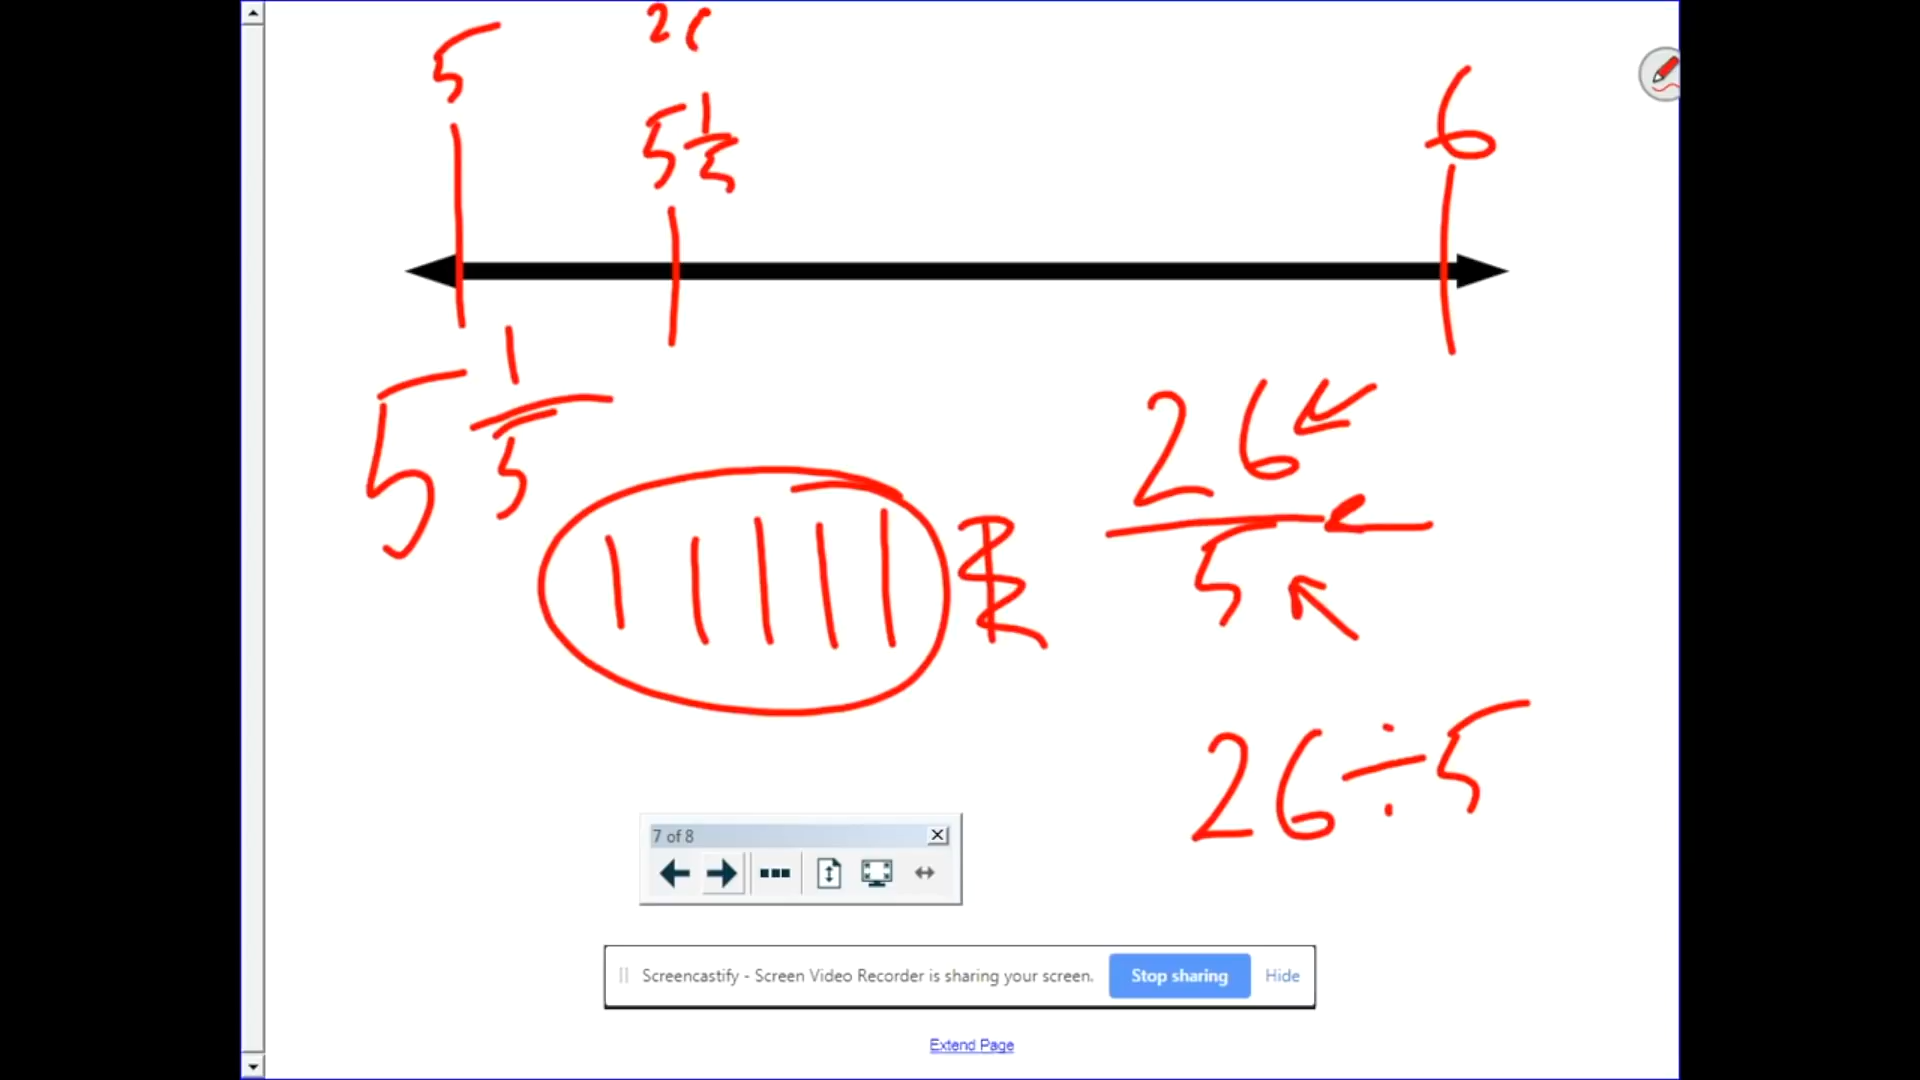 5 26 6
5 1/5
5 1/5
26/5
26 ÷ 5
7 of 8
Screencastify - Screen Video Recorder is sharing your screen. Stop sharing Hide
Extend Page